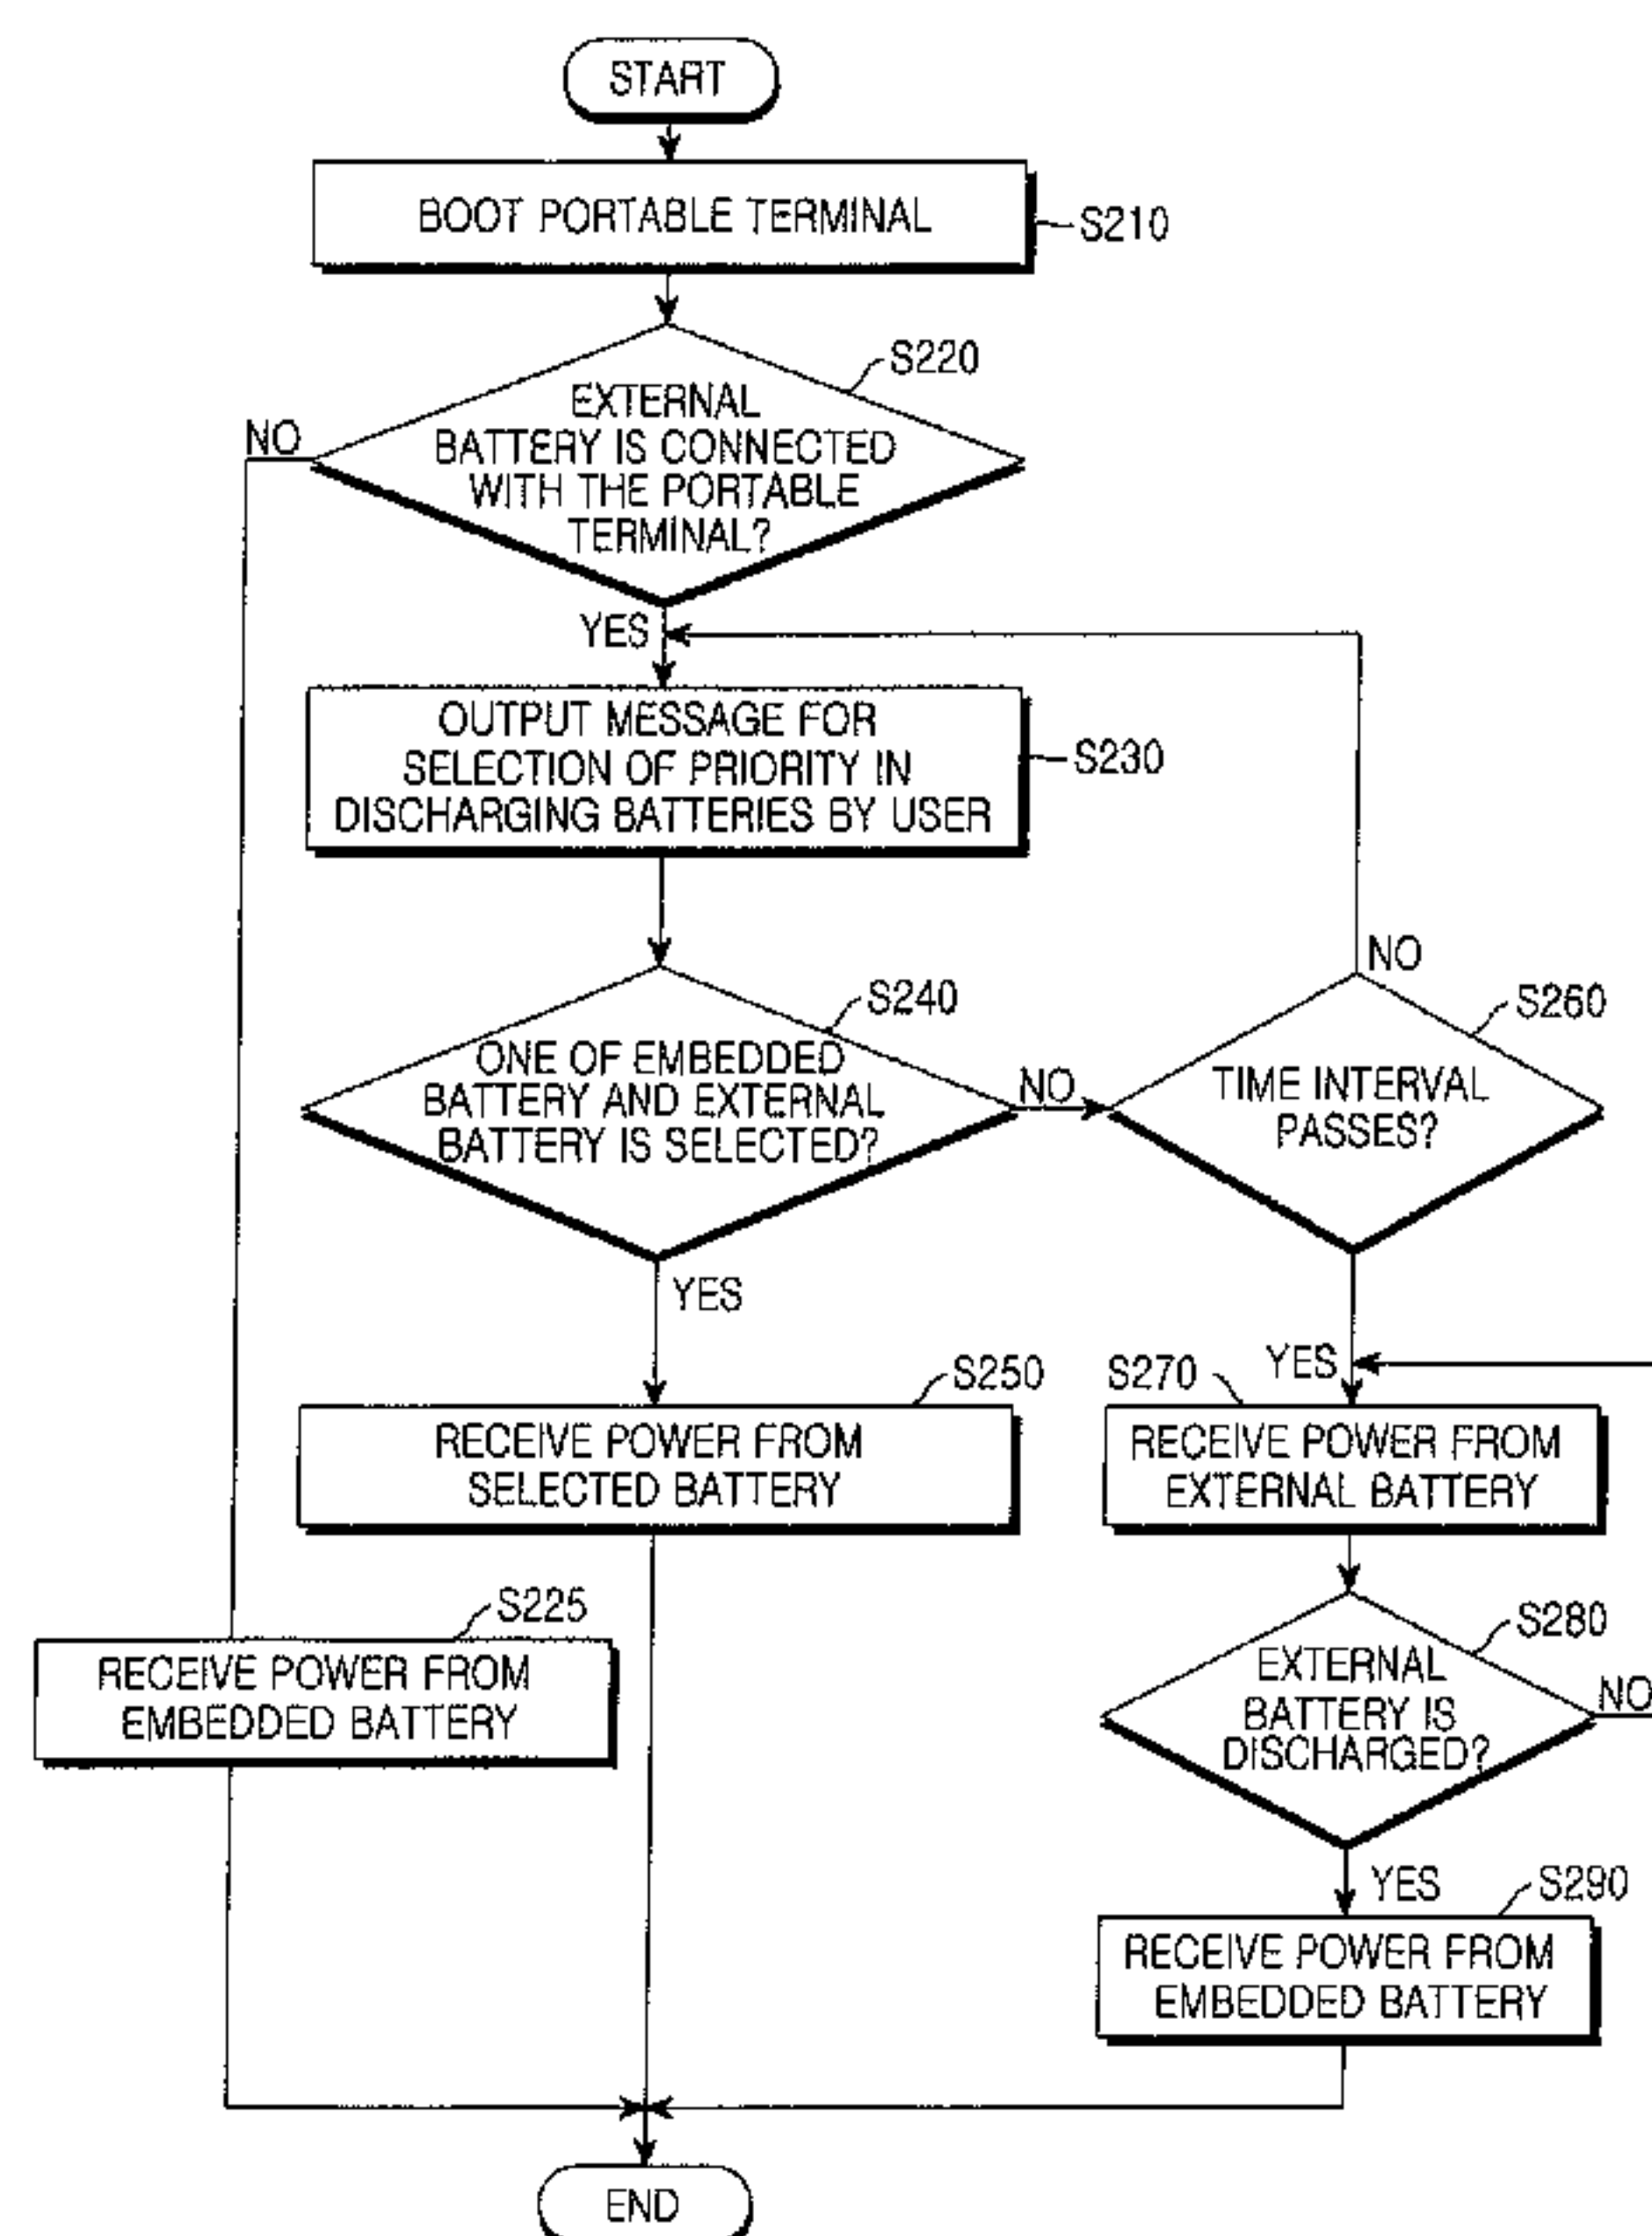 START
BOOT PORTABLE TERMINAL
S210
S220
EXTERNAL
BATTERY IS CONNECTED
WITH THE PORTABLE
TERMINAL?
NO
YES
OUTPUT MESSAGE FOR
SELECTION OF PRIORITY IN
DISCHARGING BATTERIES BY USER
S230
S240
ONE OF EMBEDDED
BATTERY AND EXTERNAL
BATTERY IS SELECTED?
NO
YES
NO
S260
TIME INTERVAL
PASSES?
YES
S250
RECEIVE POWER FROM
SELECTED BATTERY
S270
RECEIVE POWER FROM
EXTERNAL BATTERY
S225
RECEIVE POWER FROM
EMBEDDED BATTERY
S280
EXTERNAL
BATTERY IS
DISCHARGED?
NO
YES
S290
RECEIVE POWER FROM
EMBEDDED BATTERY
END